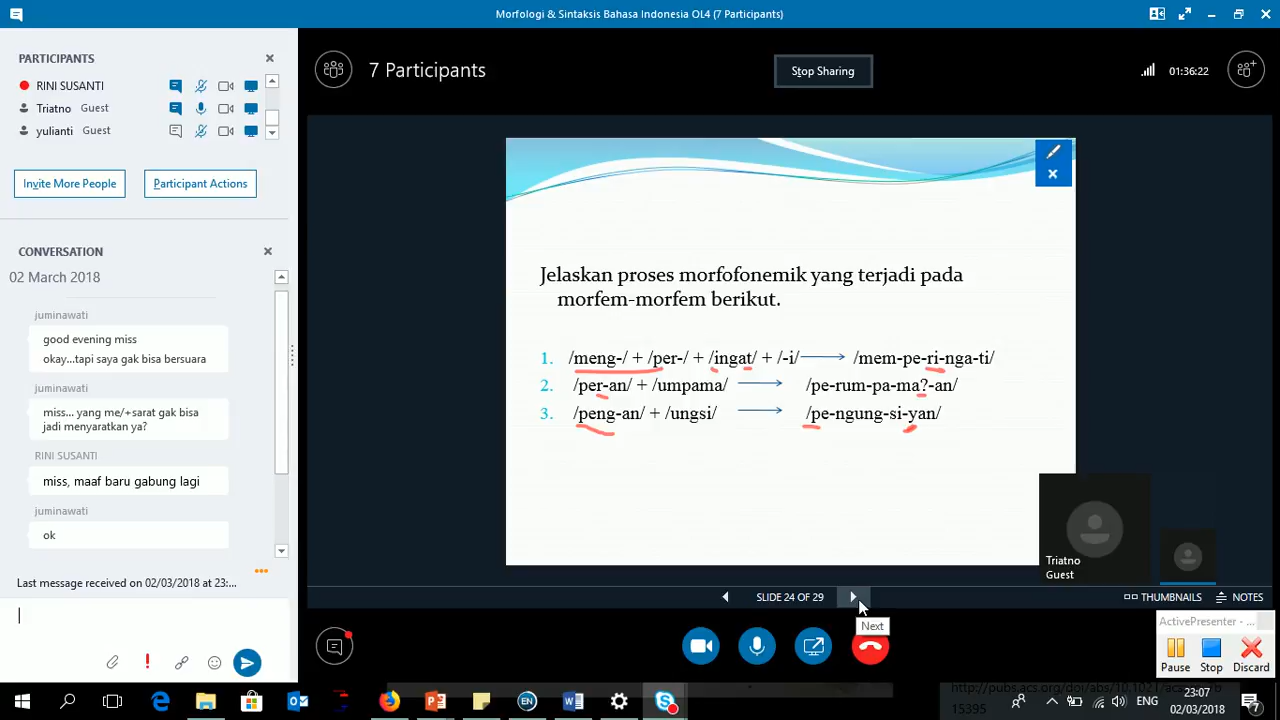 Morfologi & Sintaksis Bahasa Indonesia OL4 (7 Participants)
PARTICIPANTS
RINI SUSANTI
Triatno Guest
yulianti Guest
Invite More People
Participant Actions
CONVERSATION
02 March 2018
juminawati
good evening miss
okay...tapi saya gak bisa bersuara
juminawati
miss... yang me/+sarat gak bisa
jadi menyaratkan ya?
RINI SUSANTI
miss, maaf baru gabung lagi
juminawati
ok
Last message received on 02/03/2018 at 23:...
7 Participants
Stop Sharing
01:36:22
Jelaskan proses morfofonemik yang terjadi pada
morfem-morfem berikut.
1. /meng-/ + /per-/ + /ingat/ + /-i/ → /mem-pe-ri-nga-ti/
2. /per-an/ + /umpama/ → /pe-rum-pa-ma?-an/
3. /peng-an/ + /ungsi/ → /pe-ngung-si-yan/
Triatno
Guest
SLIDE 24 OF 29
Next
THUMBNAILS
NOTES
ActivePresenter - ...
Pause
Stop
Discard
15395
ENG
23:07
02/03/2018
7